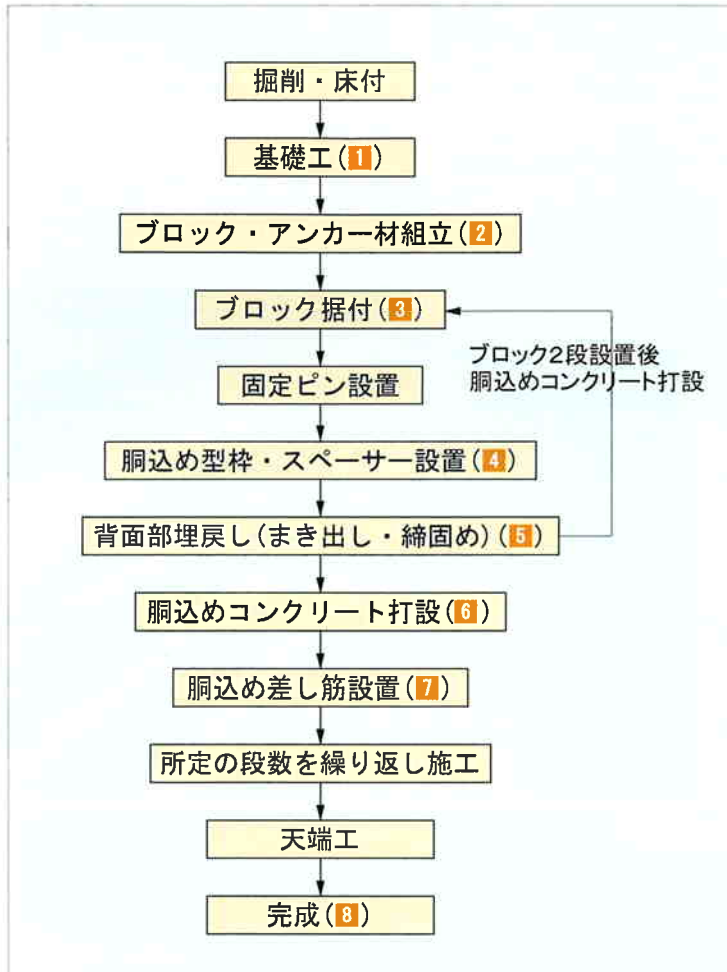 掘削・床付
基礎工(1)
ブロック・アンカー材組立(2)
ブロック据付(3)
ブロック2段設置後
胴込めコンクリート打設
固定ピン設置
胴込め型枠・スペーサー設置(4)
背面部埋戻し(まき出し・締固め)(5)
胴込めコンクリート打設(6)
胴込め差し筋設置(7)
所定の段数を繰り返し施工
天端工
完成(8)